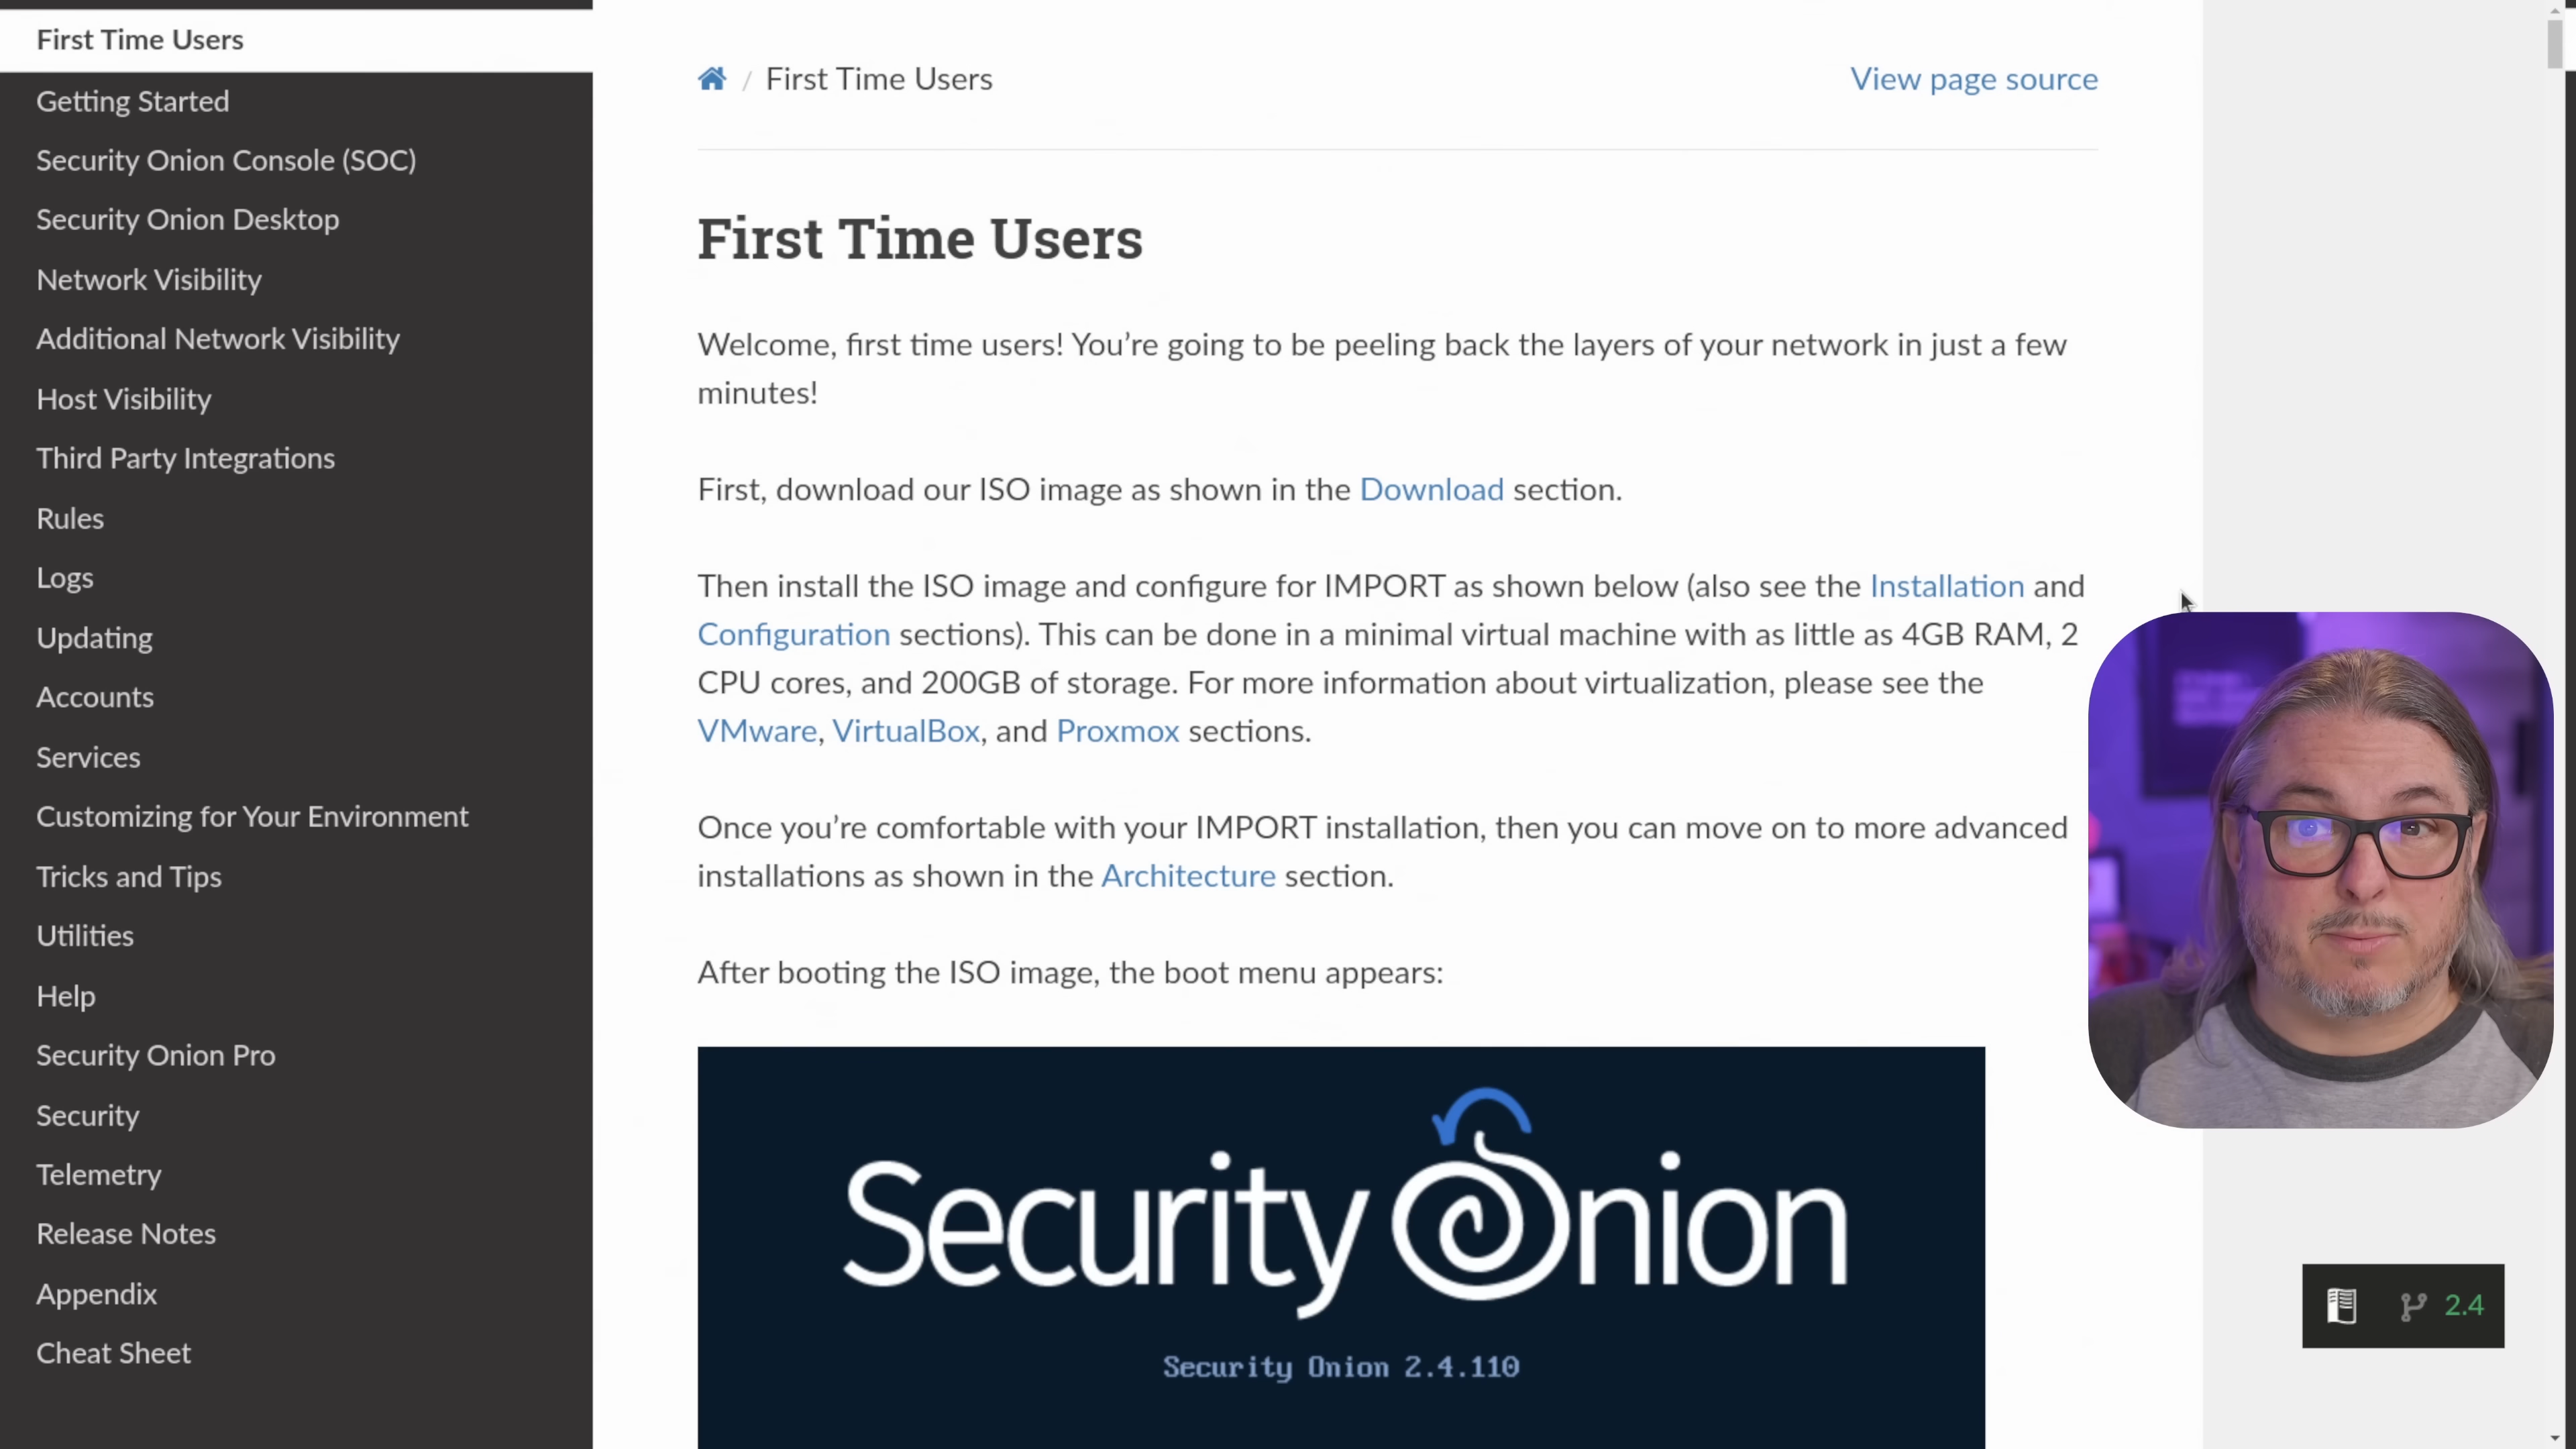 First Time Users
Getting Started
Security Onion Console (SOC)
Security Onion Desktop
Network Visibility
Additional Network Visibility
Host Visibility
Third Party Integrations
Rules
Logs
Updating
Accounts
Services
Customizing for Your Environment
Tricks and Tips
Utilities
Help
Security Onion Pro
Security
Telemetry
Release Notes
Appendix
Cheat Sheet
/ First Time Users
View page source
First Time Users
Welcome, first time users! You’re going to be peeling back the layers of your network in just a few
minutes!
First, download our ISO image as shown in the Download section.
Then install the ISO image and configure for IMPORT as shown below (also see the Installation and
Configuration sections). This can be done in a minimal virtual machine with as little as 4GB RAM, 2
CPU cores, and 200GB of storage. For more information about virtualization, please see the
VMware, VirtualBox, and Proxmox sections.
Once you’re comfortable with your IMPORT installation, then you can move on to more advanced
installations as shown in the Architecture section.
After booting the ISO image, the boot menu appears:
Security Onion
Security Onion 2.4.110
2.4